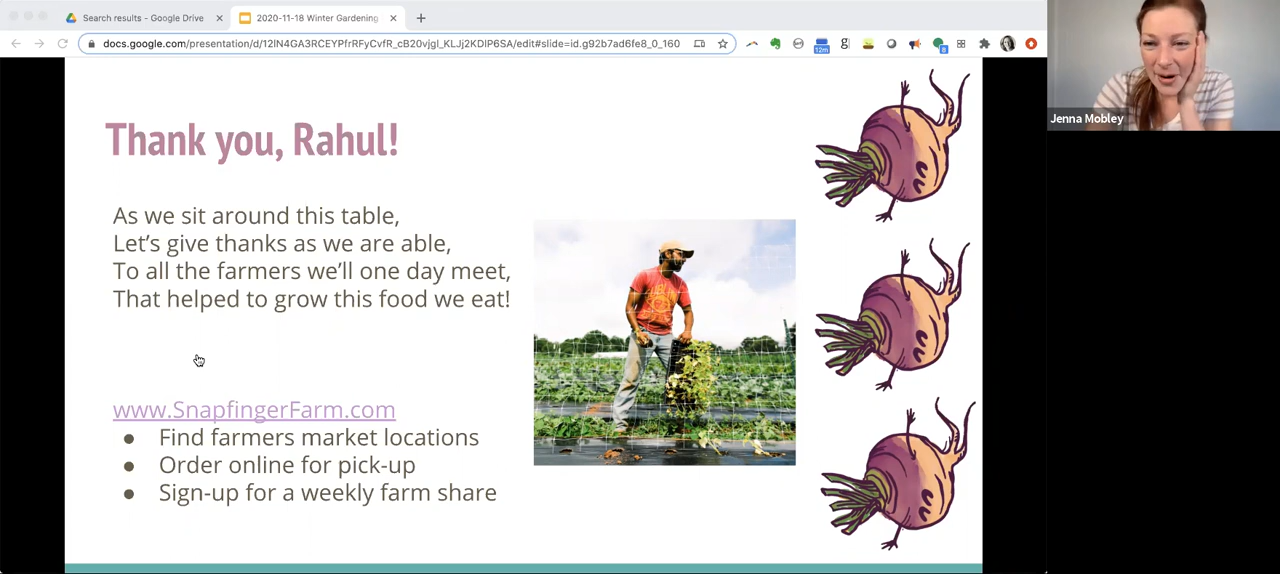 Search results - Google Drive
2020-11-18 Winter Gardening
docs.google.com/presentation/d/12lN4GA3RCEYPfrRFyCvfR_cB20vjgI_KLJj2KDlP6SA/edit#slide=id.g92b7ad6fe8_0_160
12m
g
8
Jenna Mobley
Thank you, Rahul!
As we sit around this table,
Let's give thanks as we are able,
To all the farmers we'll one day meet,
That helped to grow this food we eat!
www.SnapfingerFarm.com
● Find farmers market locations
● Order online for pick-up
● Sign-up for a weekly farm share